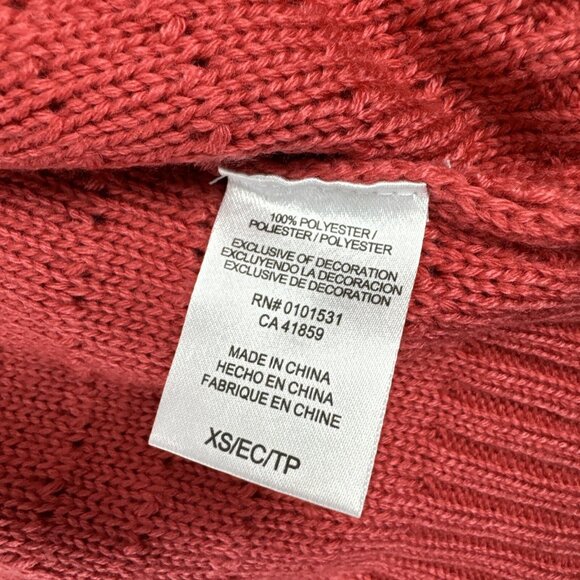 100% POLYESTER/
POLIESTER / POLYESTER
EXCLUSIVE OF DECORATION
EXCLUYENDO LA DECORACION
EXCLUSIVE DE DECORATION
RN# 0101531
CA 41859
MADE IN CHINA
HECHO EN CHINA
FABRIQUE EN CHINE
XS/EC/TP